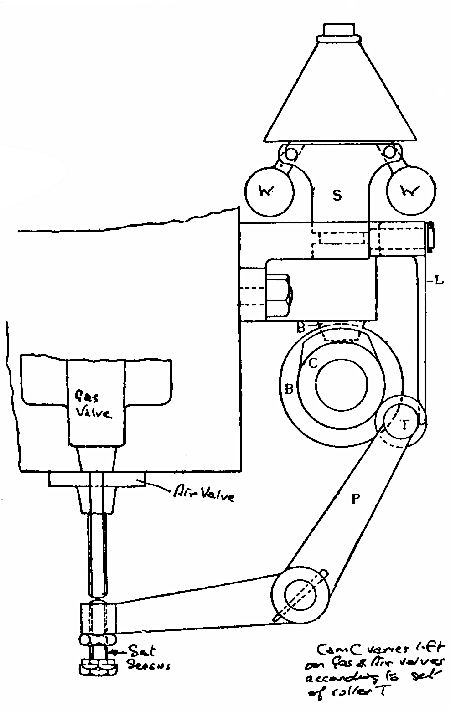 W
W
S
L
B
C
B
T
Gas
Valve
Air Valve
P
Set
Screws
Cam C varies lift
on Gas & Air valves
according to set
of roller T